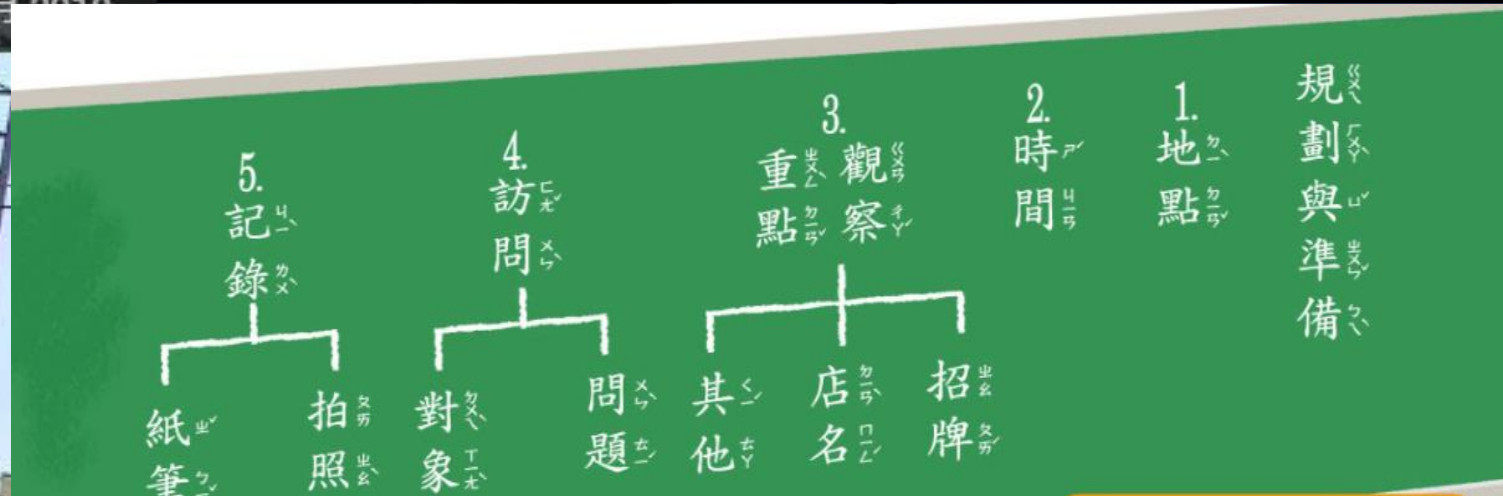 規劃與準備
1. 地點
2. 時間
3. 觀察
重點
招牌
店名
其他
4. 訪問
問題
對象
5. 記錄
拍照
紙筆